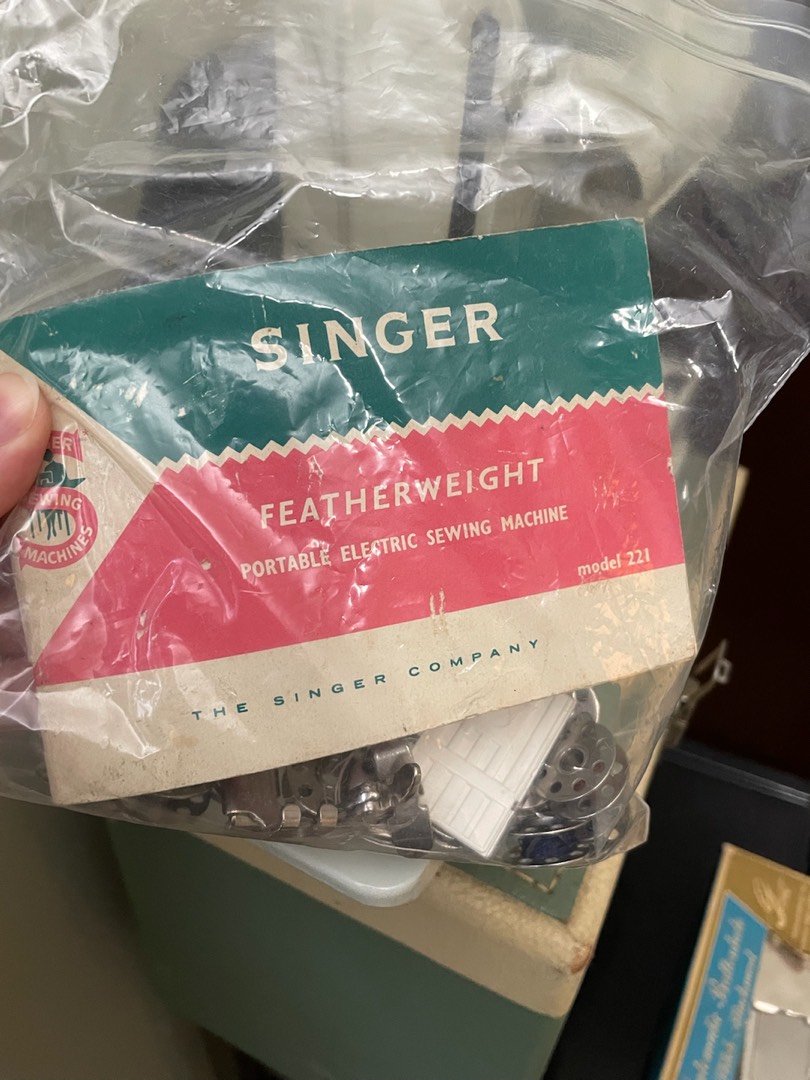 SINGER
FEATHERWEIGHT
PORTABLE ELECTRIC SEWING MACHINE
model 221
THE SINGER COMPANY
SEWING
MACHINES